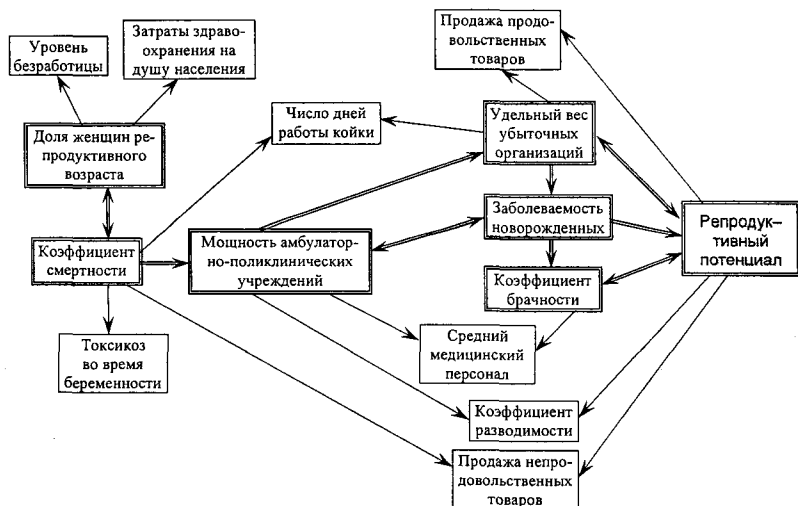 Уровень
безработицы
Затраты здраво-
охранения на
душу населения
Продажа продо-
вольственных
товаров
Доля женщин ре-
продуктивного
возраста
Число дней
работы койки
Удельный вес
убыточных
организаций
Коэффициент
смертности
Мощность амбулатор-
но-поликлинических
учреждений
Заболеваемость
новорожденных
Репродук–
тивный
потенциал
Коэффициент
брачности
Токсикоз
во время
беременности
Средний
медицинский
персонал
Коэффициент
разводимости
Продажа непро-
довольственных
товаров